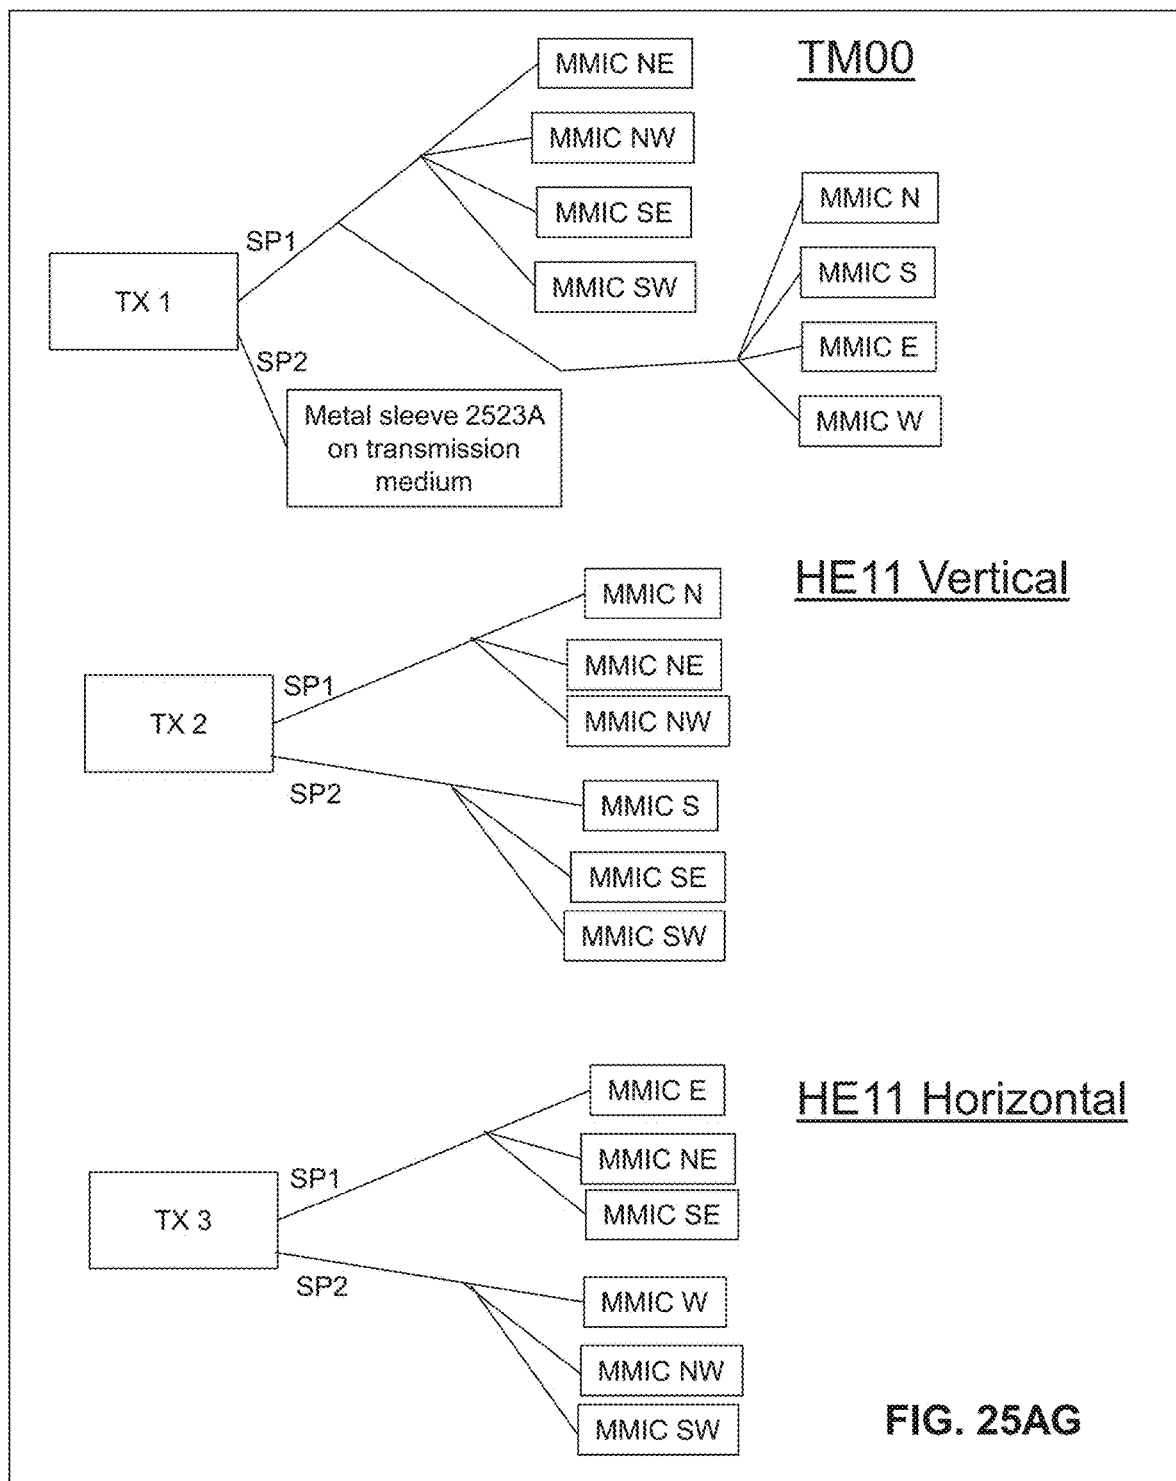 TM00
MMIC NE
MMIC NW
MMIC SE
MMIC SW
MMIC N
MMIC S
MMIC E
MMIC W
SP1
TX 1
SP2
Metal sleeve 2523A
on transmission
medium
HE11 Vertical
MMIC N
MMIC NE
MMIC NW
SP1
TX 2
SP2
MMIC S
MMIC SE
MMIC SW
HE11 Horizontal
MMIC E
MMIC NE
MMIC SE
SP1
TX 3
SP2
MMIC W
MMIC NW
MMIC SW
FIG. 25AG